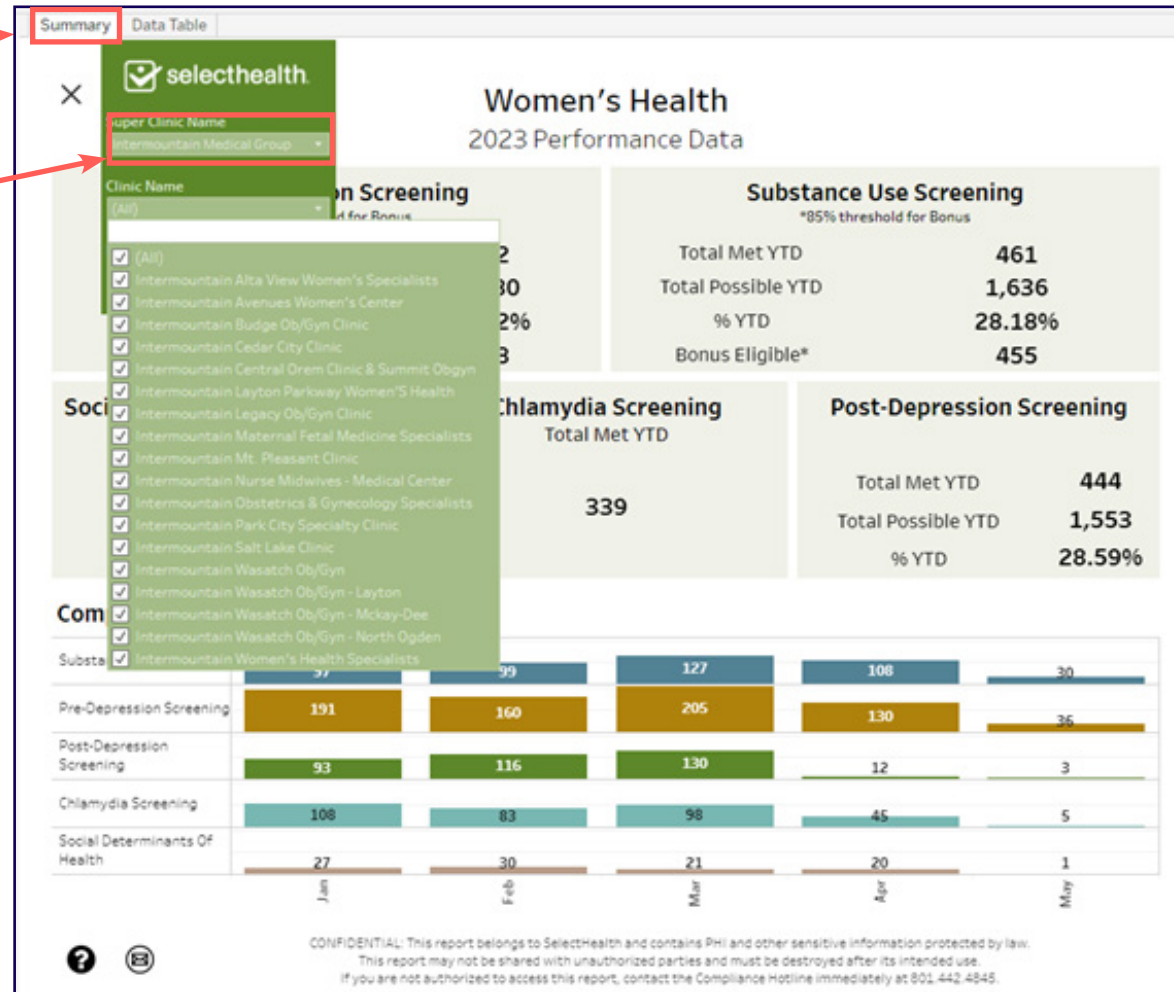 Summary Data Table
selecthealth.
Women's Health
2023 Performance Data
Super Clinic Name
Intermountain Medical Group
Clinic Name
(All)
on Screening
d for Bonus
2
30
2%
3
Substance Use Screening
*85% threshold for Bonus
Total Met YTD 461
Total Possible YTD 1,636
% YTD 28.18%
Bonus Eligible* 455
(All)
Intermountain Alta View Women's Specialists
Intermountain Avenues Women's Center
Intermountain Budge Ob/Gyn Clinic
Intermountain Cedar City Clinic
Intermountain Central Orem Clinic & Summit Obgyn
Intermountain Layton Parkway Women'S Health
Intermountain Legacy Ob/Gyn Clinic
Intermountain Maternal Fetal Medicine Specialists
Intermountain Mt. Pleasant Clinic
Intermountain Nurse Midwives - Medical Center
Intermountain Obstetrics & Gynecology Specialists
Intermountain Park City Specialty Clinic
Intermountain Salt Lake Clinic
Intermountain Wasatch Ob/Gyn
Intermountain Wasatch Ob/Gyn - Layton
Intermountain Wasatch Ob/Gyn - Mckay-Dee
Intermountain Wasatch Ob/Gyn - North Ogden
Intermountain Women's Health Specialists
Soci
Chlamydia Screening
Total Met YTD
339
Post-Depression Screening
Total Met YTD 444
Total Possible YTD 1,553
% YTD 28.59%
Com
Substa 97 99 127 108 30
Pre-Depression Screening 191 160 205 130 36
Post-Depression
Screening 93 116 130 12 3
Chlamydia Screening 108 83 98 45 5
Social Determinants Of
Health 27 30 21 20 1
Jan Feb Mar Apr May
CONFIDENTIAL: This report belongs to SelectHealth and contains PHI and other sensitive information protected by law.
This report may not be shared with unauthorized parties and must be destroyed after its intended use.
If you are not authorized to access this report, contact the Compliance Hotline immediately at 801.442.4845.